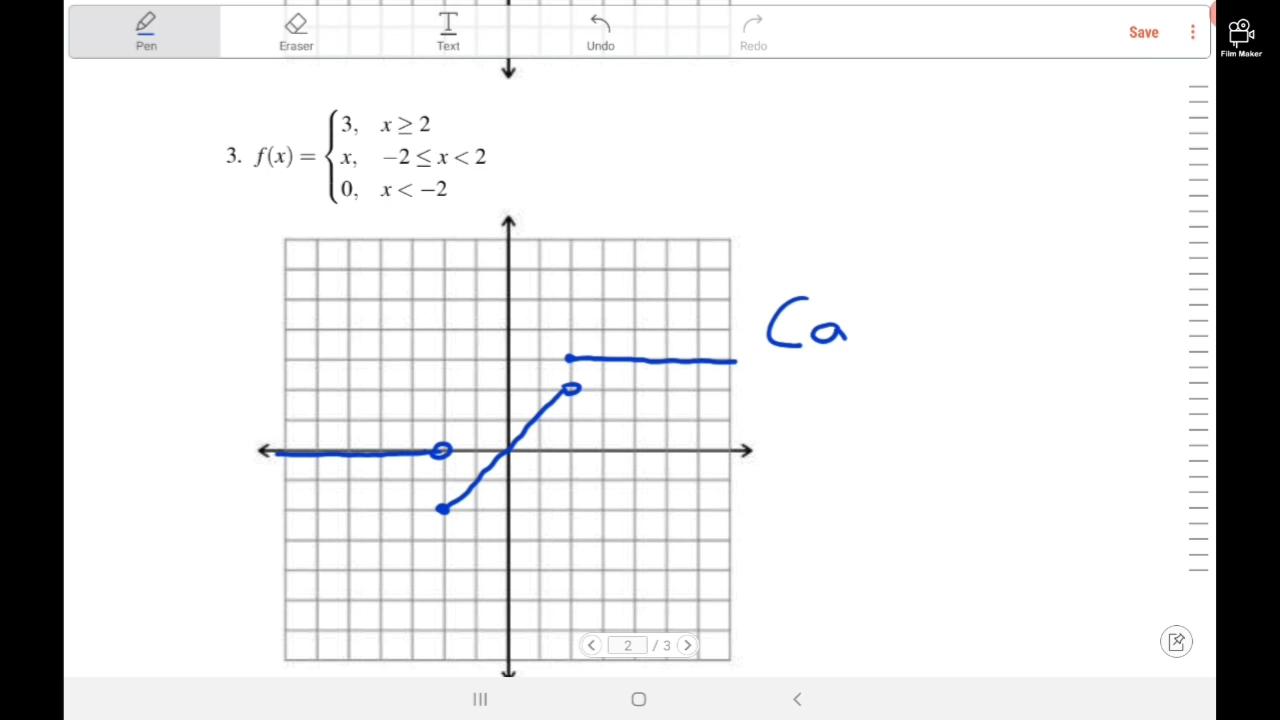 Pen Eraser Text Undo Redo Save
Film Maker
3. f(x) = { 3, x ≥ 2
x, −2 ≤ x < 2
0, x < −2
Ca
2 / 3